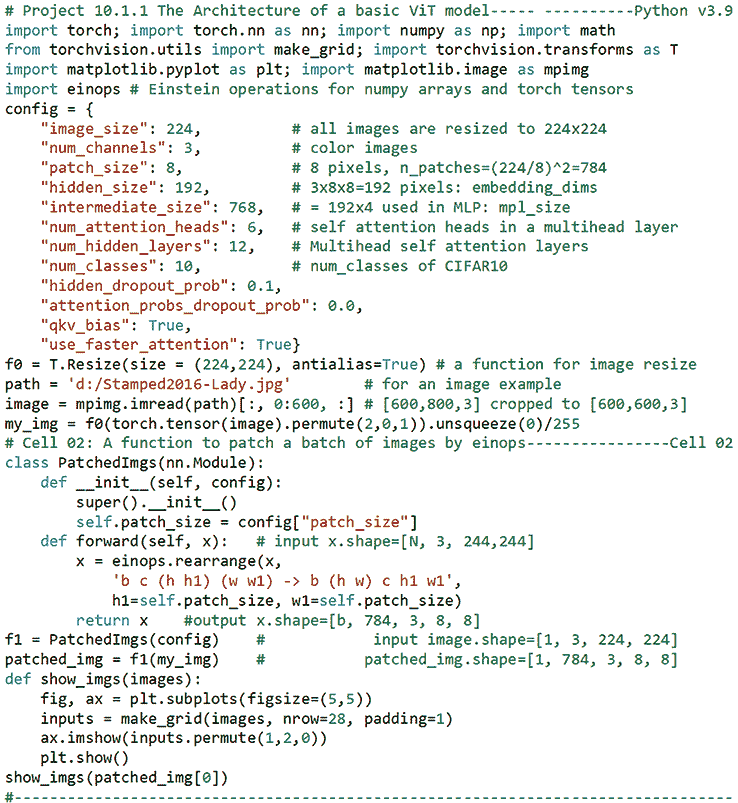 # Project 10.1.1 The Architecture of a basic ViT model----- ----------Python v3.9
import torch; import torch.nn as nn; import numpy as np; import math
from torchvision.utils import make_grid; import torchvision.transforms as T
import matplotlib.pyplot as plt; import matplotlib.image as mpimg
import einops # Einstein operations for numpy arrays and torch tensors
config = {
    "image_size": 224,          # all images are resized to 224x224
    "num_channels": 3,          # color images
    "patch_size": 8,            # 8 pixels, n_patches=(224/8)^2=784
    "hidden_size": 192,         # 3x8x8=192 pixels: embedding_dims
    "intermediate_size": 768,   # = 192x4 used in MLP: mpl_size
    "num_attention_heads": 6,   # self attention heads in a multihead layer
    "num_hidden_layers": 12,    # Multihead self attention layers
    "num_classes": 10,          # num_classes of CIFAR10
    "hidden_dropout_prob": 0.1,
    "attention_probs_dropout_prob": 0.0,
    "qkv_bias": True,
    "use_faster_attention": True}
f0 = T.Resize(size = (224,224), antialias=True) # a function for image resize
path = 'd:/Stamped2016-Lady.jpg'        # for an image example
image = mpimg.imread(path)[:, 0:600, :] # [600,800,3] cropped to [600,600,3]
my_img = f0(torch.tensor(image).permute(2,0,1)).unsqueeze(0)/255
# Cell 02: A function to patch a batch of images by einops----------------Cell 02
class PatchedImgs(nn.Module):
    def __init__(self, config):
        super().__init__()
        self.patch_size = config["patch_size"]
    def forward(self, x):   # input x.shape=[N, 3, 244,244]
        x = einops.rearrange(x,
            'b c (h h1) (w w1) -> b (h w) c h1 w1',
            h1=self.patch_size, w1=self.patch_size)
        return x    #output x.shape=[b, 784, 3, 8, 8]
f1 = PatchedImgs(config)    #            input image.shape=[1, 3, 224, 224]
patched_img = f1(my_img)    #           patched_img.shape=[1, 784, 3, 8, 8]
def show_imgs(images):
    fig, ax = plt.subplots(figsize=(5,5))
    inputs = make_grid(images, nrow=28, padding=1)
    ax.imshow(inputs.permute(1,2,0))
    plt.show()
show_imgs(patched_img[0])
#----------------------------------------------------------------------------------